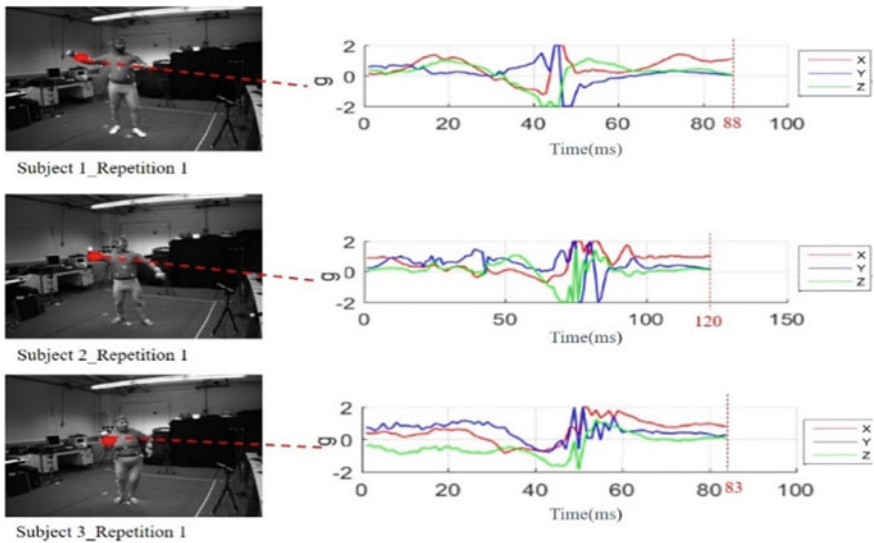 2
0
-2
g
0
20
40
60
80
100
88
Time(ms)
X
Y
Z
Subject 1_Repetition 1
2
0
-2
g
0
50
100
150
120
Time(ms)
X
Y
Z
Subject 2_Repetition 1
2
0
-2
g
0
20
40
60
80
100
83
Time(ms)
X
Y
Z
Subject 3_Repetition 1